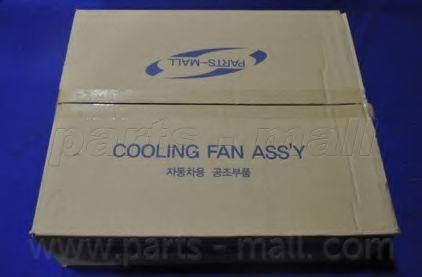 PARTS-MALL
parts - mall
COOLING FAN ASS'Y
자동차용 공조부품
www.parts-mall.com